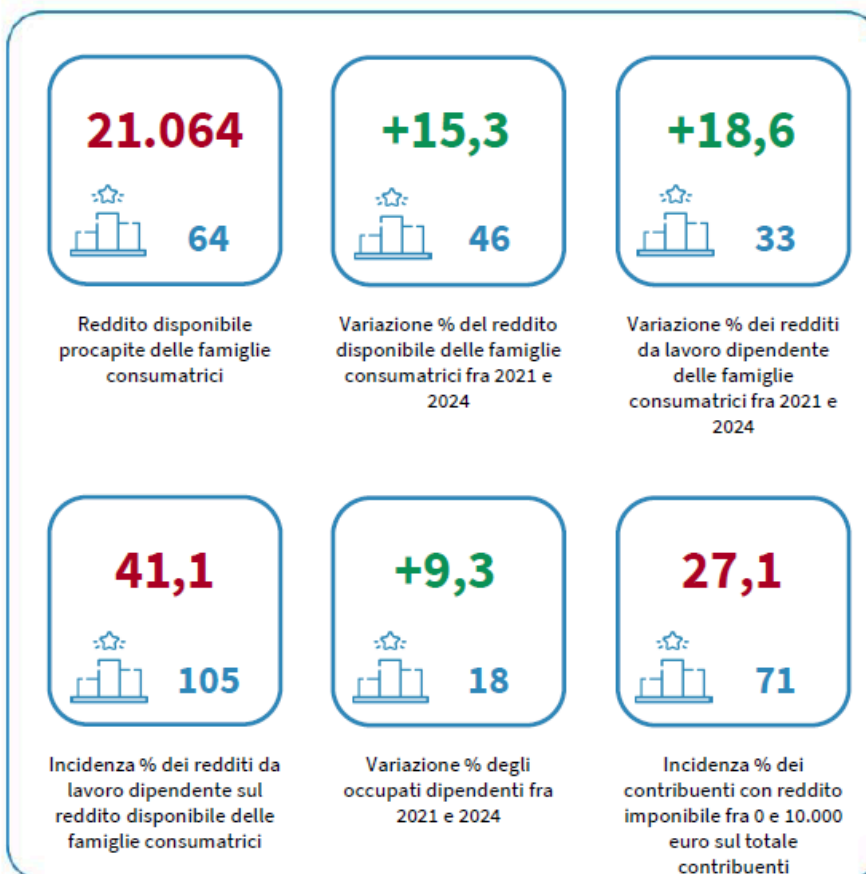 21.064
64
Reddito disponibile
procapite delle famiglie
consumatrici
+15,3
46
Variazione % del reddito
disponibile delle famiglie
consumatrici fra 2021 e
2024
+18,6
33
Variazione % dei redditi
da lavoro dipendente
delle famiglie
consumatrici fra 2021 e
2024
41,1
105
Incidenza % dei redditi da
lavoro dipendente sul
reddito disponibile delle
famiglie consumatrici
+9,3
18
Variazione % degli
occupati dipendenti fra
2021 e 2024
27,1
71
Incidenza % dei
contribuenti con reddito
imponibile fra 0 e 10.000
euro sul totale
contribuenti